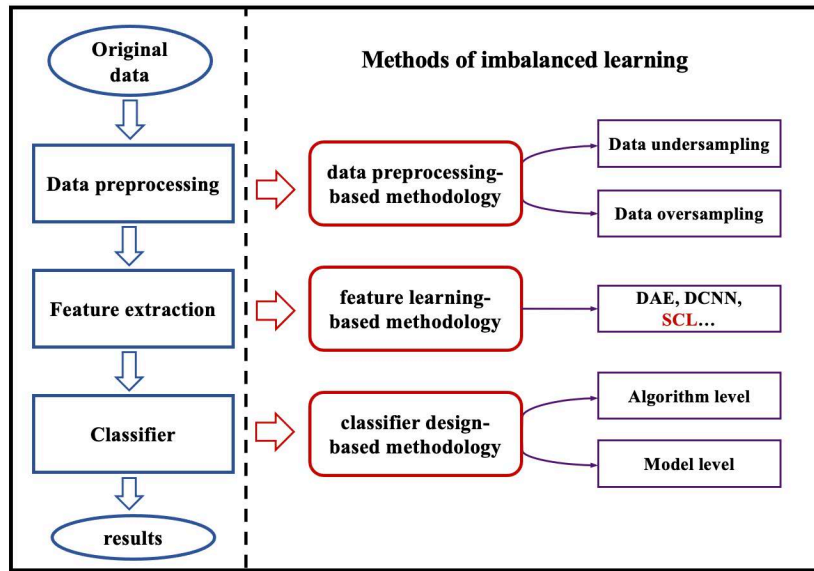 Original
data
Data preprocessing
Feature extraction
Classifier
results
Methods of imbalanced learning
data preprocessing-
based methodology
Data undersampling
Data oversampling
feature learning-
based methodology
DAE, DCNN,
SCL…
classifier design-
based methodology
Algorithm level
Model level